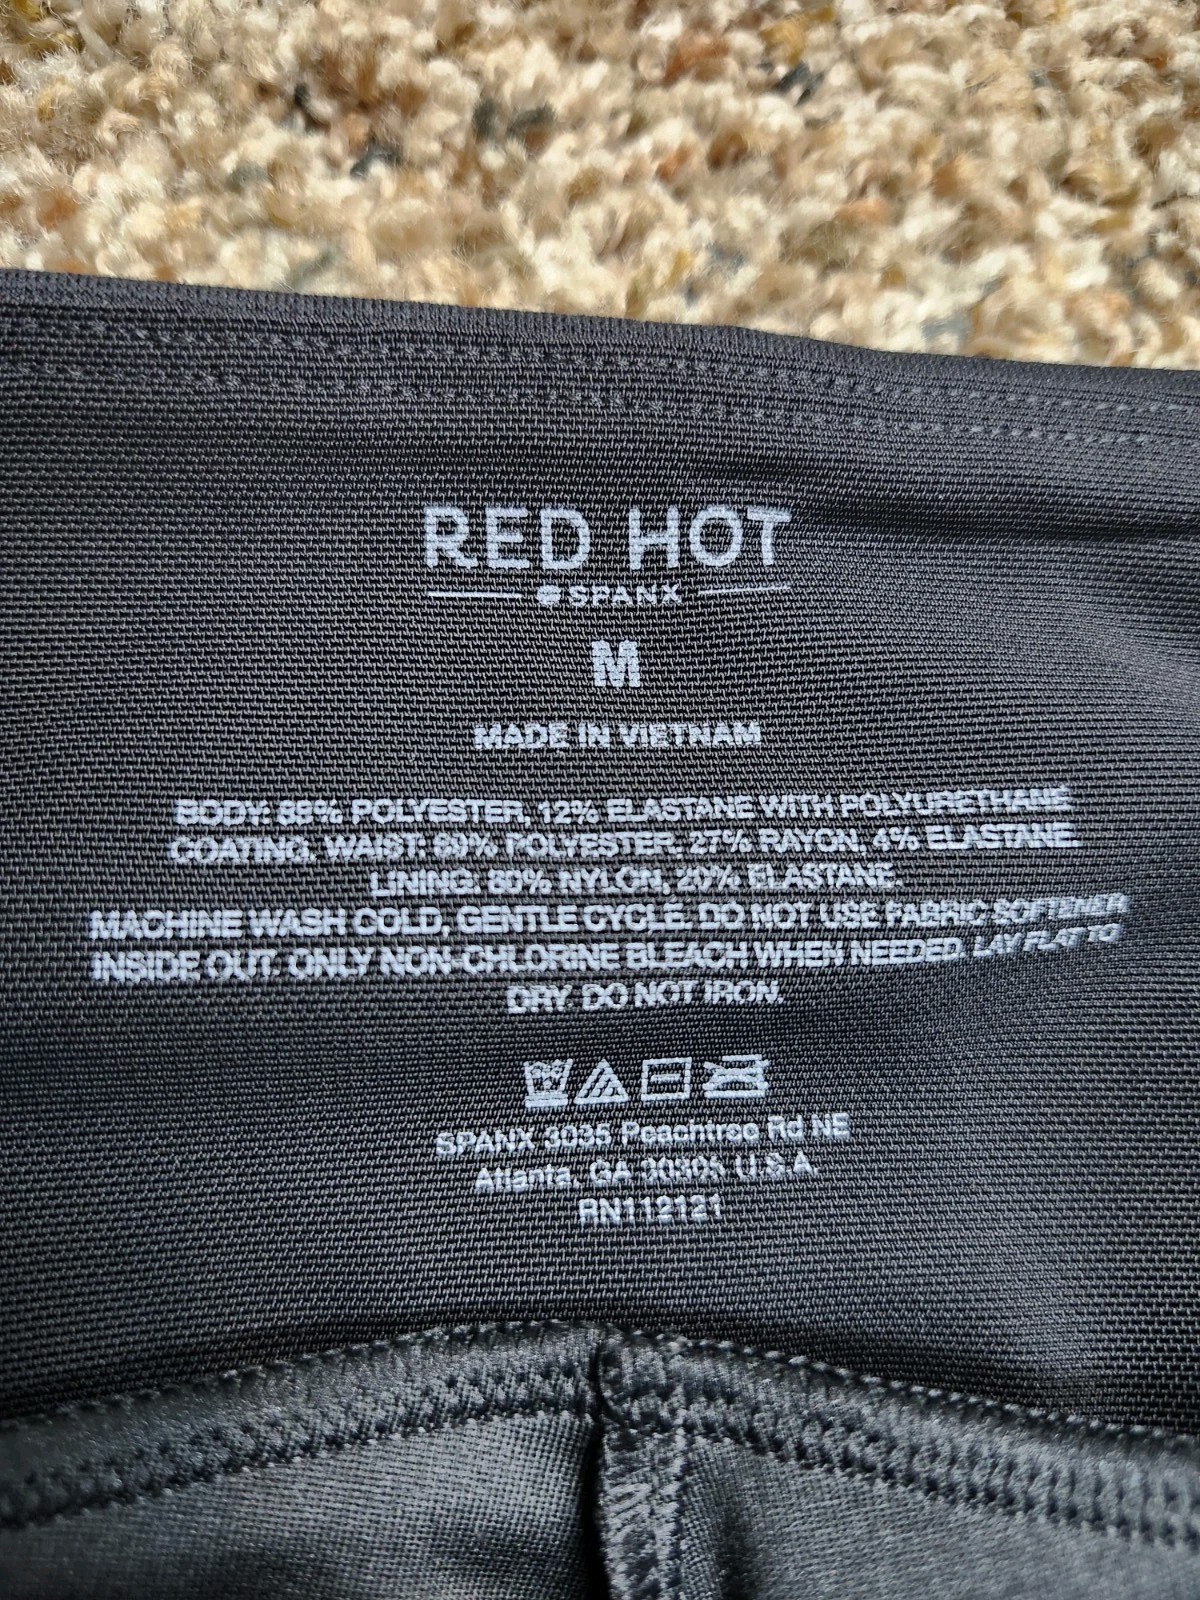 RED HOT
SPANX
M
MADE IN VIETNAM
BODY: 88% POLYESTER, 12% ELASTANE WITH POLYURETHANE
COATING. WAIST: 69% POLYESTER, 27% RAYON, 4% ELASTANE
LINING: 80% NYLON, 20% ELASTANE.
MACHINE WASH COLD, GENTLE CYCLE. DO NOT USE FABRIC SOFTENER
INSIDE OUT. ONLY NON-CHLORINE BLEACH WHEN NEEDED. LAY FLAT TO
DRY. DO NOT IRON.
SPANX 3035 Peachtree Rd NE
Atlanta, GA 30305 U.S.A.
RN112121